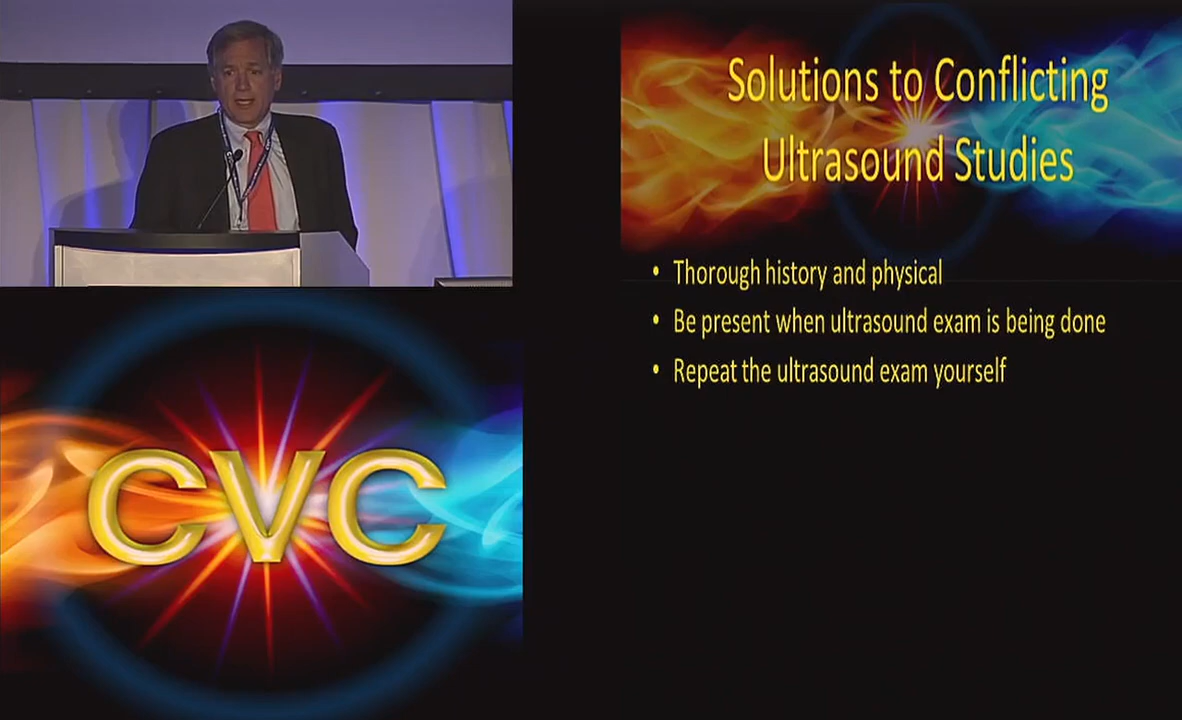 Solutions to Conflicting
Ultrasound Studies
• Thorough history and physical
• Be present when ultrasound exam is being done
• Repeat the ultrasound exam yourself
CVC